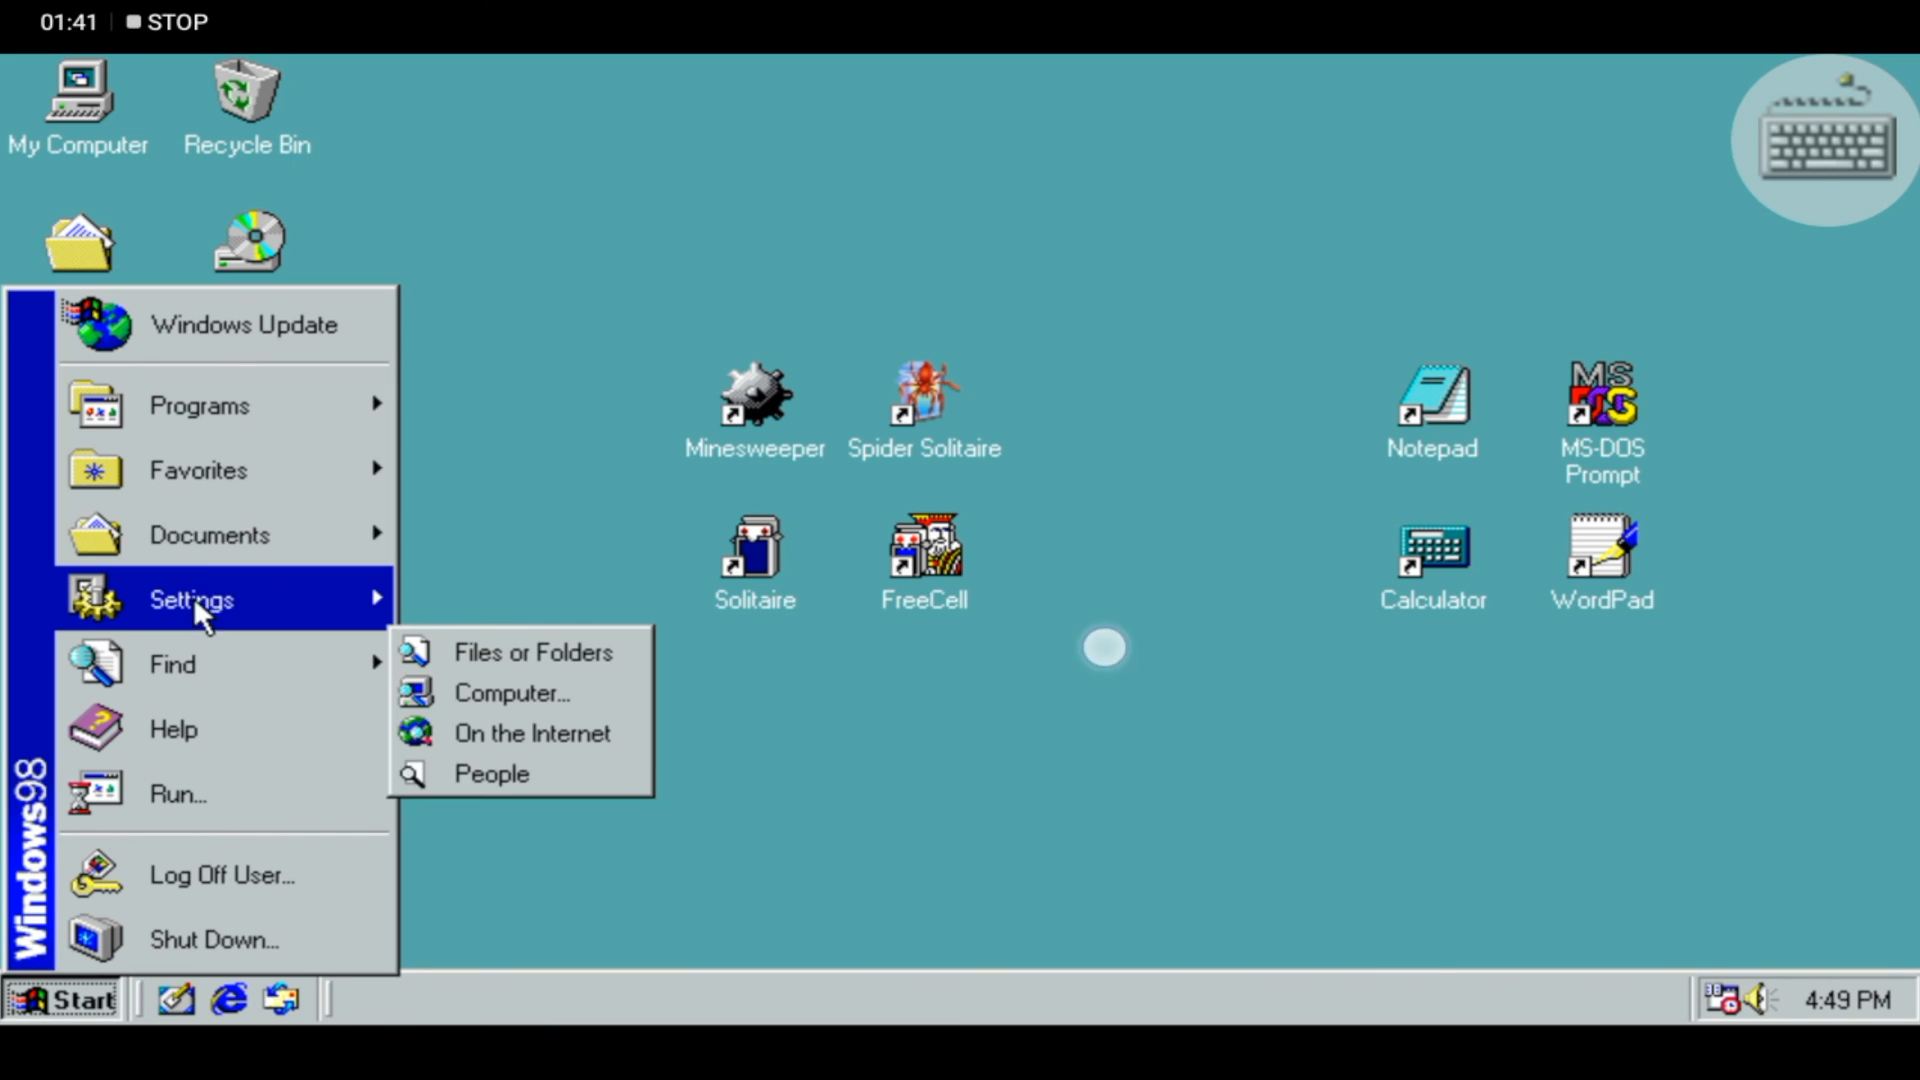 01:41 STOP
My Computer
Recycle Bin
Windows Update
Programs
Favorites
Documents
Settings
Find
Help
Run...
Log Off User...
Shut Down...
Windows98
Files or Folders
Computer...
On the Internet
People
Minesweeper
Spider Solitaire
Solitaire
FreeCell
Notepad
MS-DOS
Prompt
Calculator
WordPad
Start
4:49 PM